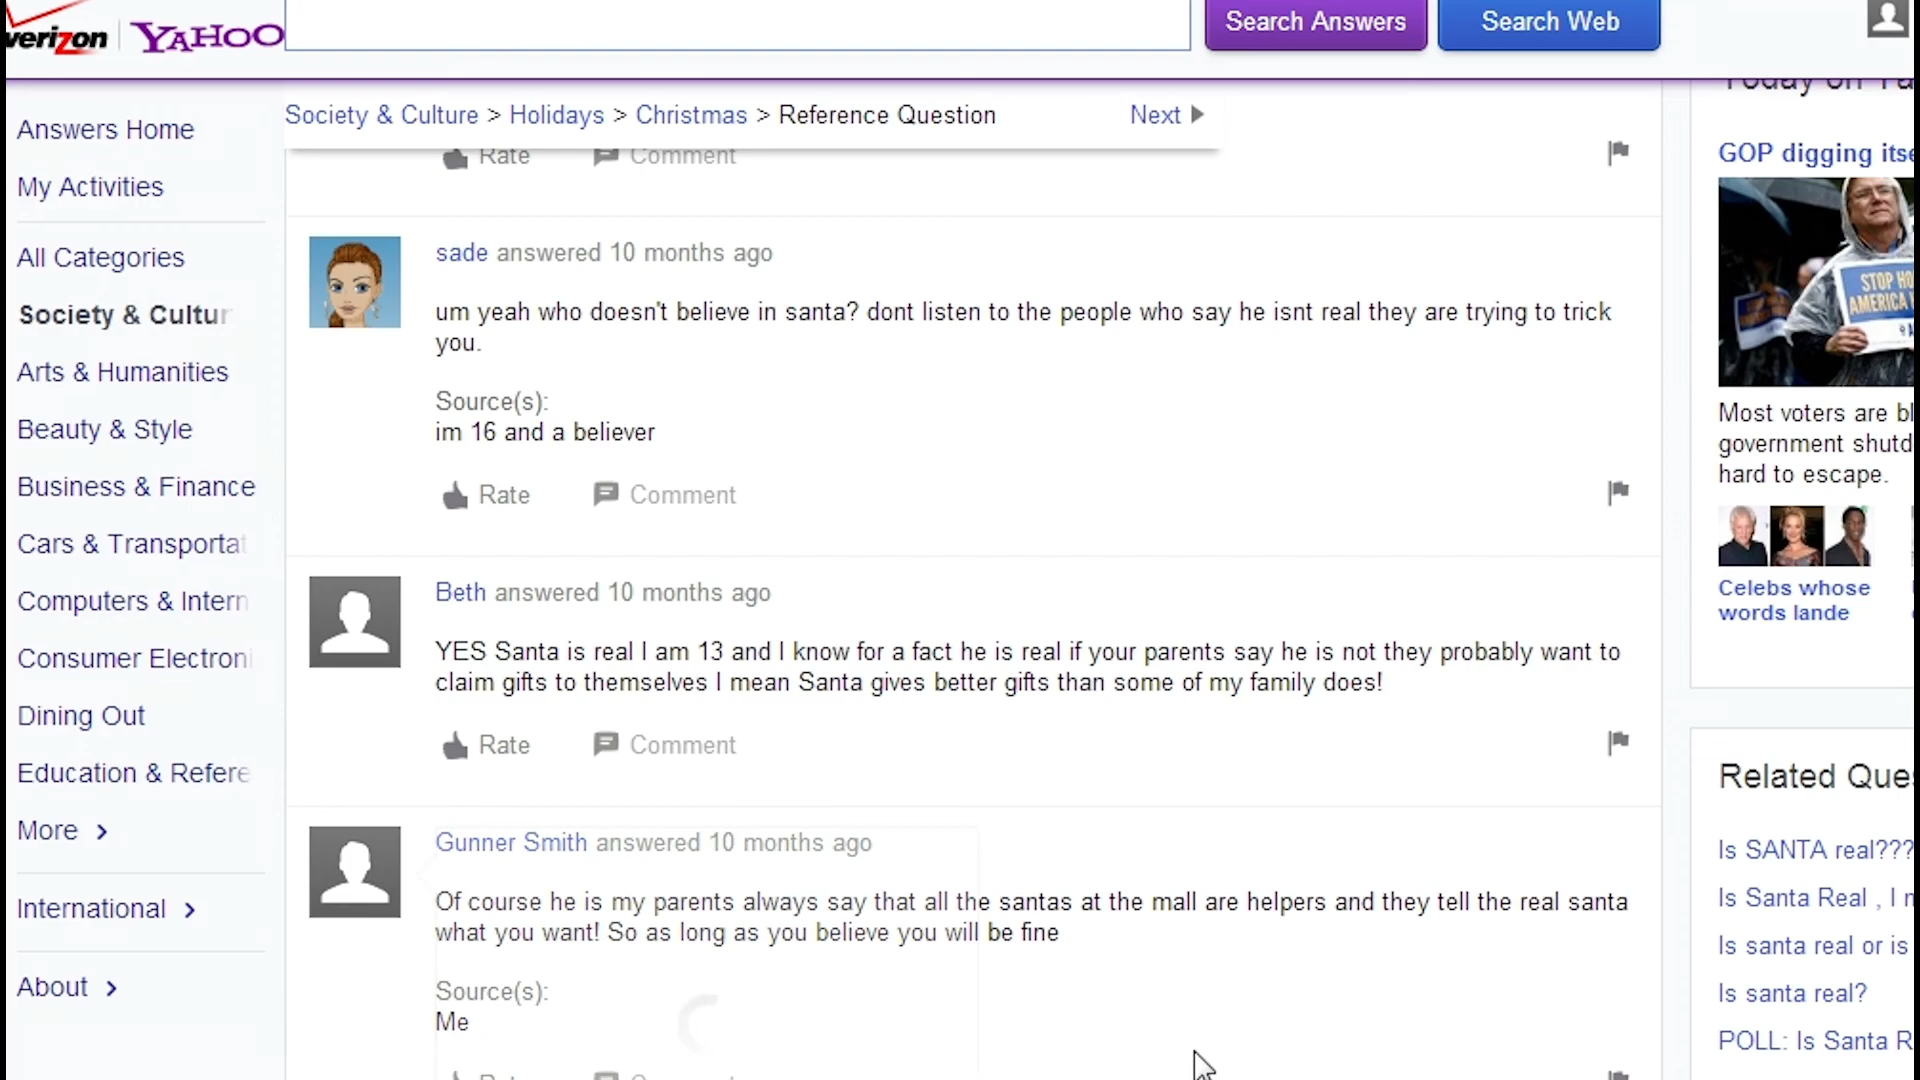 verizon YAHOO
Search Answers
Search Web
Society & Culture > Holidays > Christmas > Reference Question
Next
Answers Home
My Activities
All Categories
Society & Cultur
Arts & Humanities
Beauty & Style
Business & Finance
Cars & Transportat
Computers & Intern
Consumer Electroni
Dining Out
Education & Refere
More
International
About
Rate Comment
sade answered 10 months ago
um yeah who doesn't believe in santa? dont listen to the people who say he isnt real they are trying to trick
you.
Source(s):
im 16 and a believer
Rate Comment
Beth answered 10 months ago
YES Santa is real I am 13 and I know for a fact he is real if your parents say he is not they probably want to
claim gifts to themselves I mean Santa gives better gifts than some of my family does!
Rate Comment
Gunner Smith answered 10 months ago
Of course he is my parents always say that all the santas at the mall are helpers and they tell the real santa
what you want! So as long as you believe you will be fine
Source(s):
Me
Today on
GOP digging itse
STOP
AMERICA
Most voters are bl
government shutd
hard to escape.
Celebs whose
words lande
Related Que
Is SANTA real???
Is Santa Real , I
Is santa real or is
Is santa real?
POLL: Is Santa R